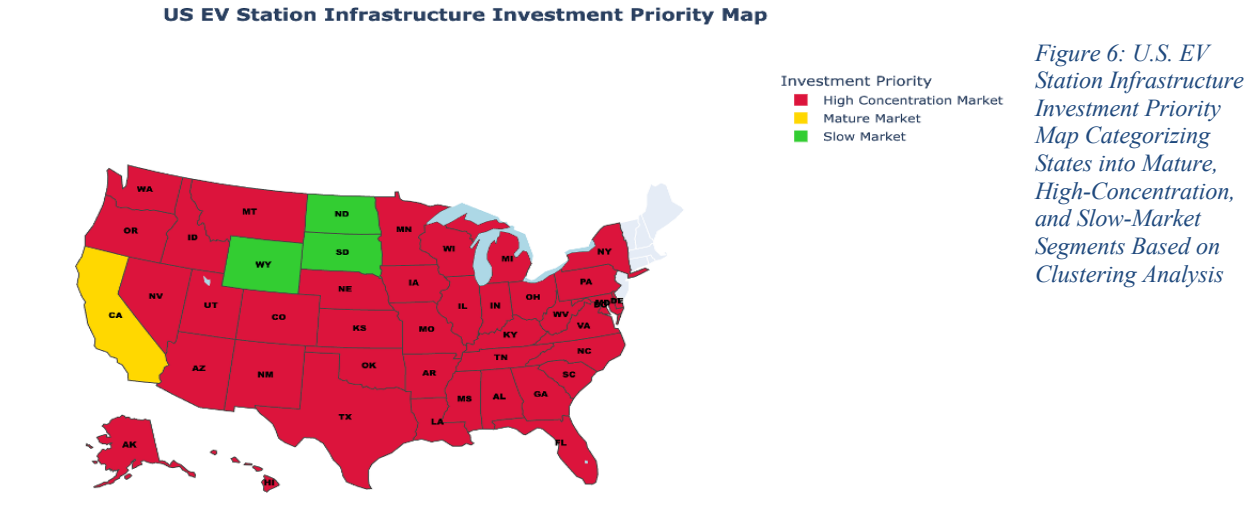 US EV Station Infrastructure Investment Priority Map
Investment Priority
High Concentration Market
Mature Market
Slow Market
Figure 6: U.S. EV
Station Infrastructure
Investment Priority
Map Categorizing
States into Mature,
High-Concentration,
and Slow-Market
Segments Based on
Clustering Analysis
WA
MT
ND
MN
OR
ID
SD
WI
MI
NY
WY
IA
PA
NE
NV
UT
IL
IN
OH
DE
CA
CO
KS
MO
WV
VA
KY
AZ
NM
OK
AR
TN
NC
SC
TX
LA
MS
AL
GA
FL
AK
HI